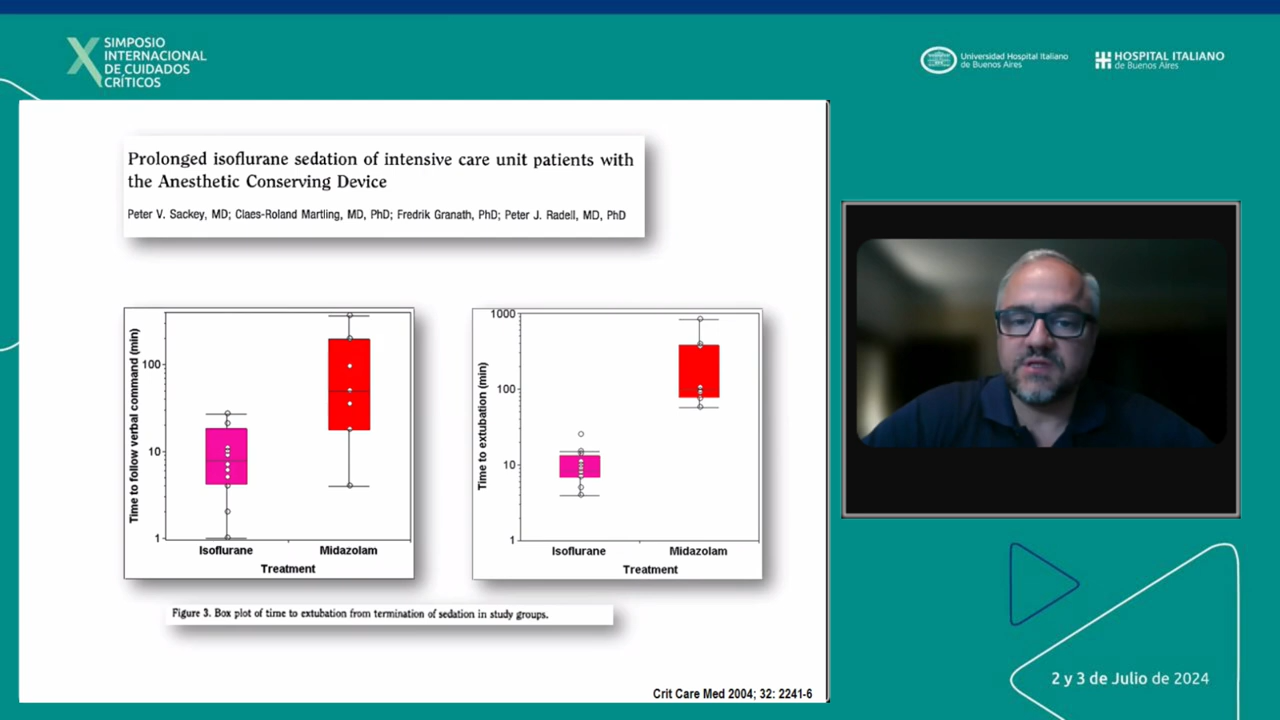 SIMPOSIO
INTERNACIONAL
DE CUIDADOS
CRÍTICOS
Universidad Hospital Italiano
de Buenos Aires
HOSPITAL ITALIANO
de Buenos Aires
Prolonged isoflurane sedation of intensive care unit patients with
the Anesthetic Conserving Device
Peter V. Sackey, MD; Claes-Roland Martling, MD, PhD; Fredrik Granath, PhD; Peter J. Radell, MD, PhD
Time to follow verbal command (min)
100
10
1
Isoflurane Midazolam
Treatment
Time to extubation (min)
1000
100
10
1
Isoflurane Midazolam
Treatment
Figure 3. Box plot of time to extubation from termination of sedation in study groups.
Crit Care Med 2004; 32: 2241-6
2 y 3 de Julio de 2024